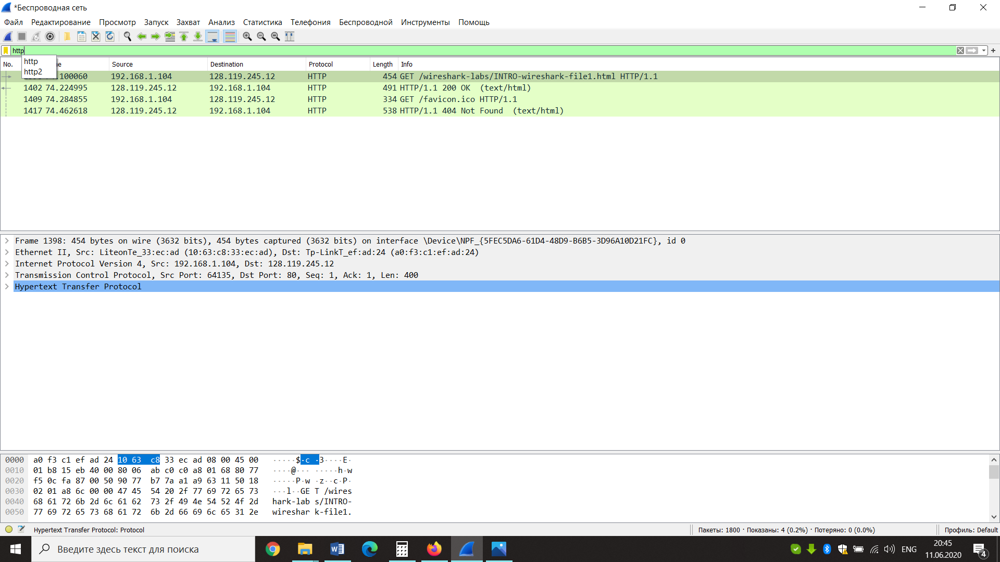 *Беспроводная сеть
Файл Редактирование Просмотр Запуск Захват Анализ Статистика Телефония Беспроводной Инструменты Помощь
http
http
http2
No. Source Destination Protocol Length Info
.100060 192.168.1.104 128.119.245.12 HTTP 454 GET /wireshark-labs/INTRO-wireshark-file1.html HTTP/1.1
1402 74.224995 128.119.245.12 192.168.1.104 HTTP 491 HTTP/1.1 200 OK (text/html)
1409 74.284855 192.168.1.104 128.119.245.12 HTTP 334 GET /favicon.ico HTTP/1.1
1417 74.462618 128.119.245.12 192.168.1.104 HTTP 538 HTTP/1.1 404 Not Found (text/html)
Frame 1398: 454 bytes on wire (3632 bits), 454 bytes captured (3632 bits) on interface \Device\NPF_{5FEC5DA6-61D4-48D9-B6B5-3D96A10D21FC}, id 0
Ethernet II, Src: LiteonTe_33:ec:ad (10:63:c8:33:ec:ad), Dst: Tp-LinkT_ef:ad:24 (a0:f3:c1:ef:ad:24)
Internet Protocol Version 4, Src: 192.168.1.104, Dst: 128.119.245.12
Transmission Control Protocol, Src Port: 64135, Dst Port: 80, Seq: 1, Ack: 1, Len: 400
Hypertext Transfer Protocol
0000 a0 f3 c1 ef ad 24 10 63 c8 33 ec ad 08 00 45 00 ·····$·c ·3····E·
0010 01 b8 15 eb 40 00 80 06 ab c0 c0 a8 01 68 80 77 ····@··· ·····h·w
0020 f5 0c fa 87 00 50 90 77 b7 7a a1 a9 63 11 50 18 ·····P·w ·z··c·P·
0030 02 01 a8 6c 00 00 47 45 54 20 2f 77 69 72 65 73 ···l··GE T /wires
0040 68 61 72 6b 2d 6c 61 62 73 2f 49 4e 54 52 4f 2d hark-lab s/INTRO-
0050 77 69 72 65 73 68 61 72 6b 2d 66 69 6c 65 31 2e wireshar k-file1.
Hypertext Transfer Protocol: Protocol Пакеты: 1800 · Показаны: 4 (0.2%) · Потеряно: 0 (0.0%) Профиль: Default
Введите здесь текст для поиска ENG 20:45
11.06.2020 4